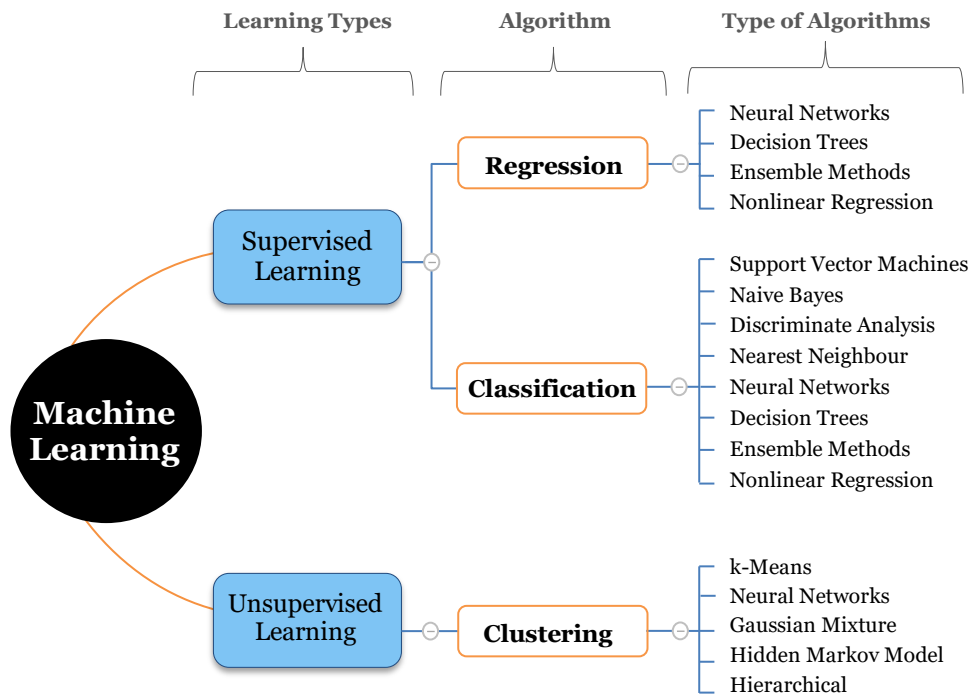 Learning Types
Algorithm
Type of Algorithms
Machine
Learning
Supervised
Learning
Regression
Neural Networks
Decision Trees
Ensemble Methods
Nonlinear Regression
Classification
Support Vector Machines
Naive Bayes
Discriminate Analysis
Nearest Neighbour
Neural Networks
Decision Trees
Ensemble Methods
Nonlinear Regression
Unsupervised
Learning
Clustering
k-Means
Neural Networks
Gaussian Mixture
Hidden Markov Model
Hierarchical